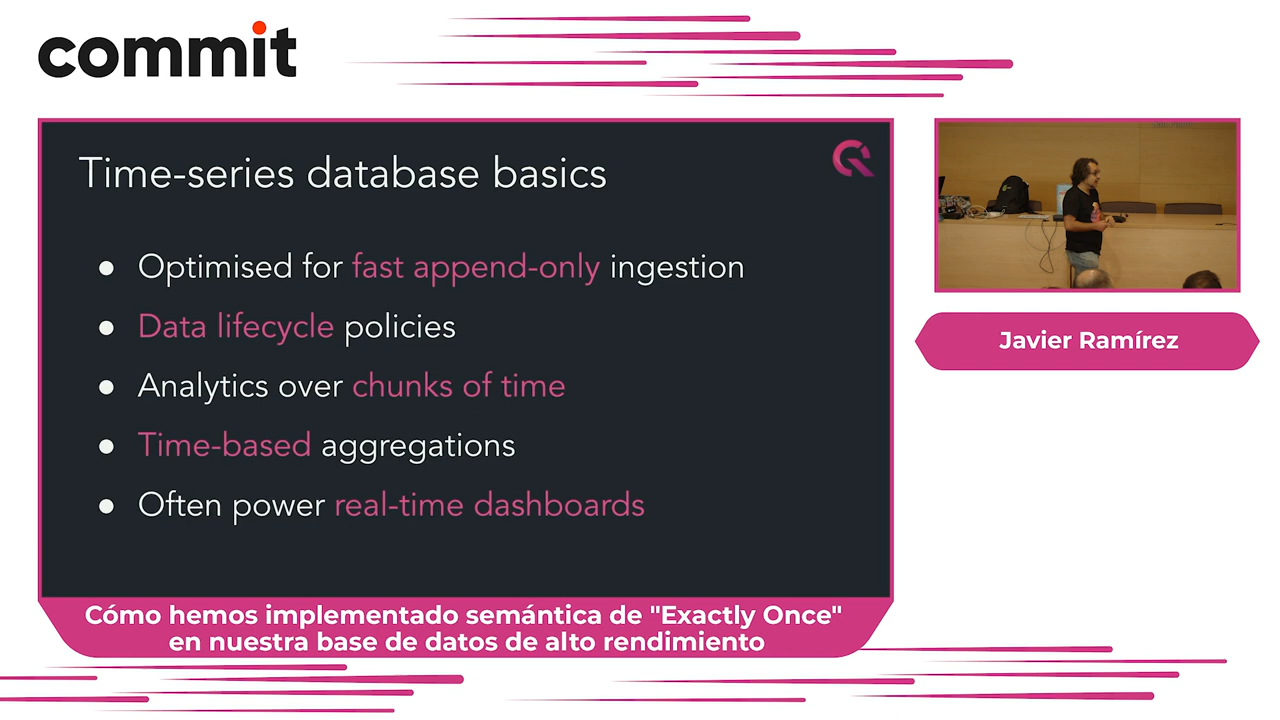 commit
Time-series database basics
● Optimised for fast append-only ingestion
● Data lifecycle policies
● Analytics over chunks of time
● Time-based aggregations
● Often power real-time dashboards
Javier Ramírez
Cómo hemos implementado semántica de "Exactly Once"
en nuestra base de datos de alto rendimiento